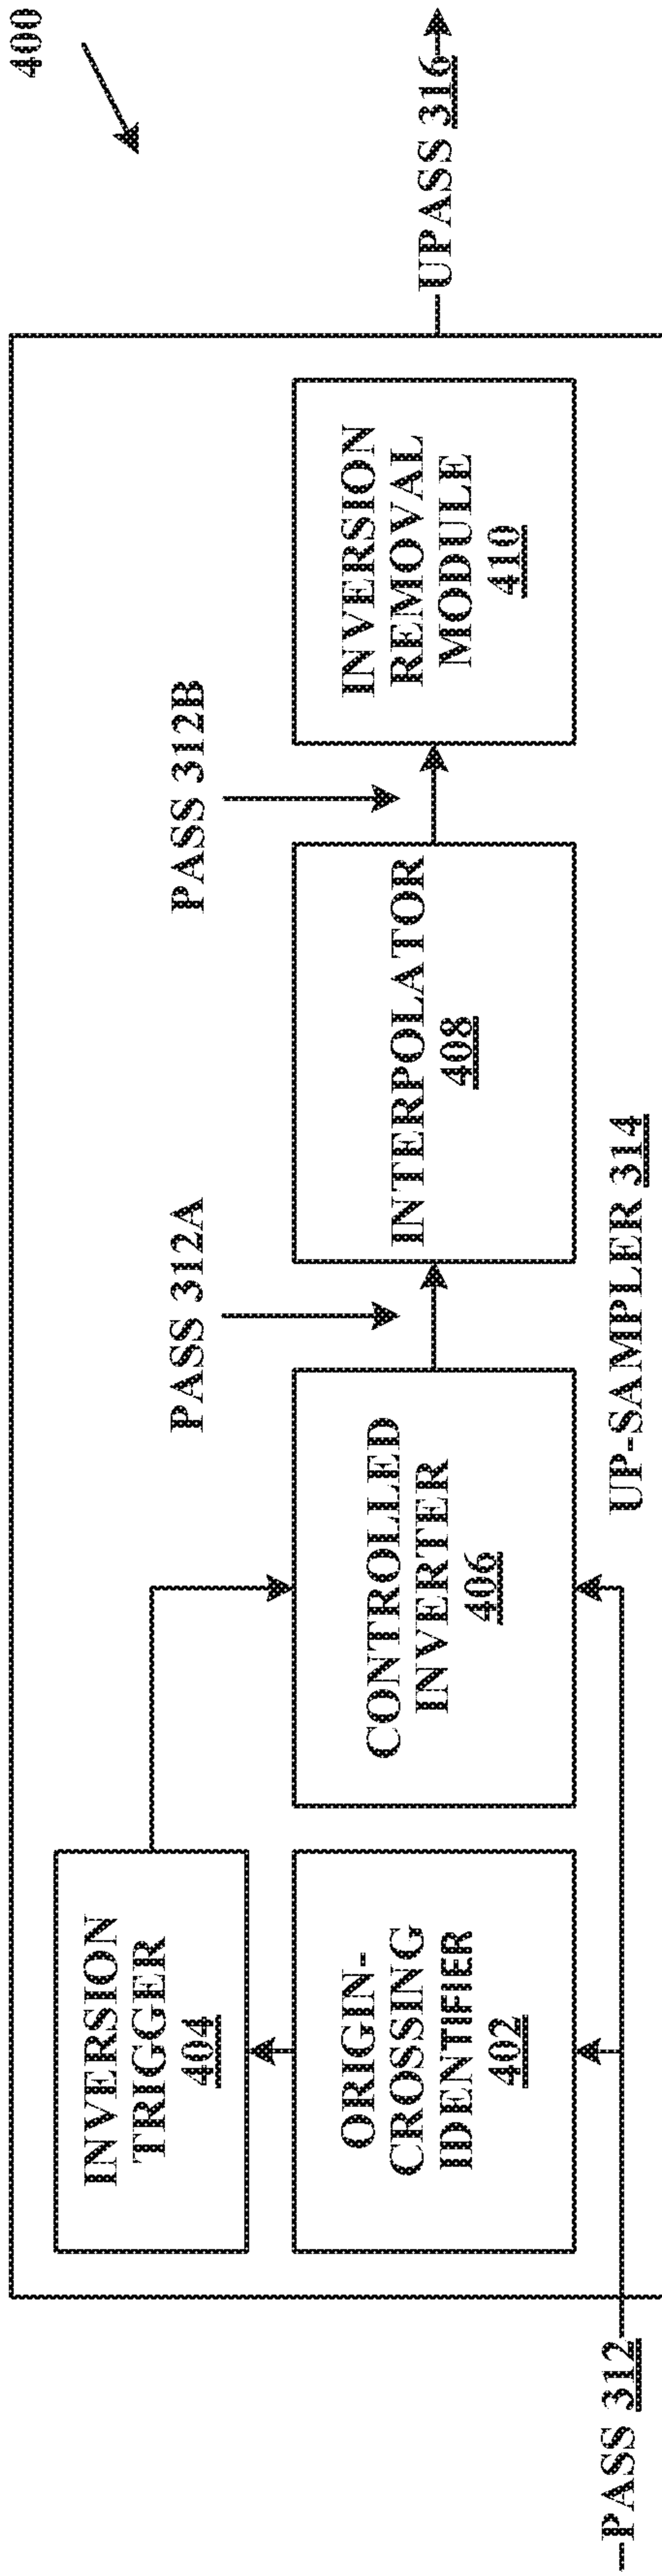 400
INVERSION
TRIGGER
404
ORIGIN-
CROSSING
IDENTIFIER
402
CONTROLLED
INVERTER
406
PASS 312A
INTERPOLATOR
408
PASS 312B
INVERSION
REMOVAL
MODULE
410
PASS 312
UP-SAMPLER 314
UPASS 316